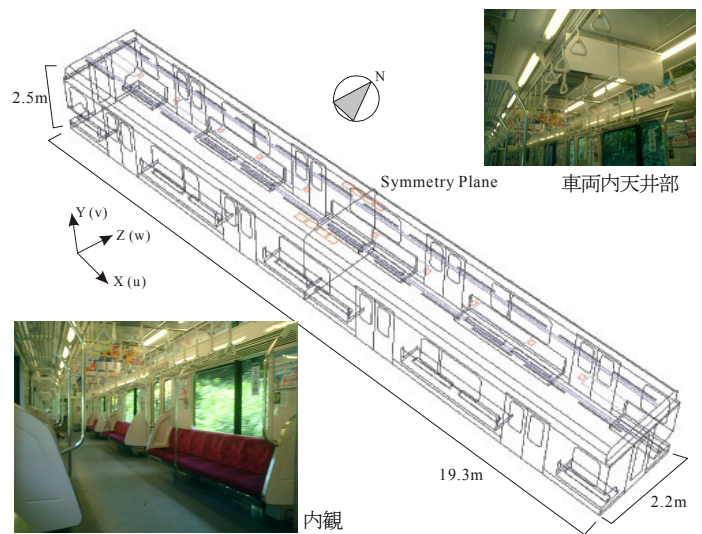 2.5m
N
Symmetry Plane
車両内天井部
Y (v)
Z (w)
X (u)
19.3m
2.2m
内観